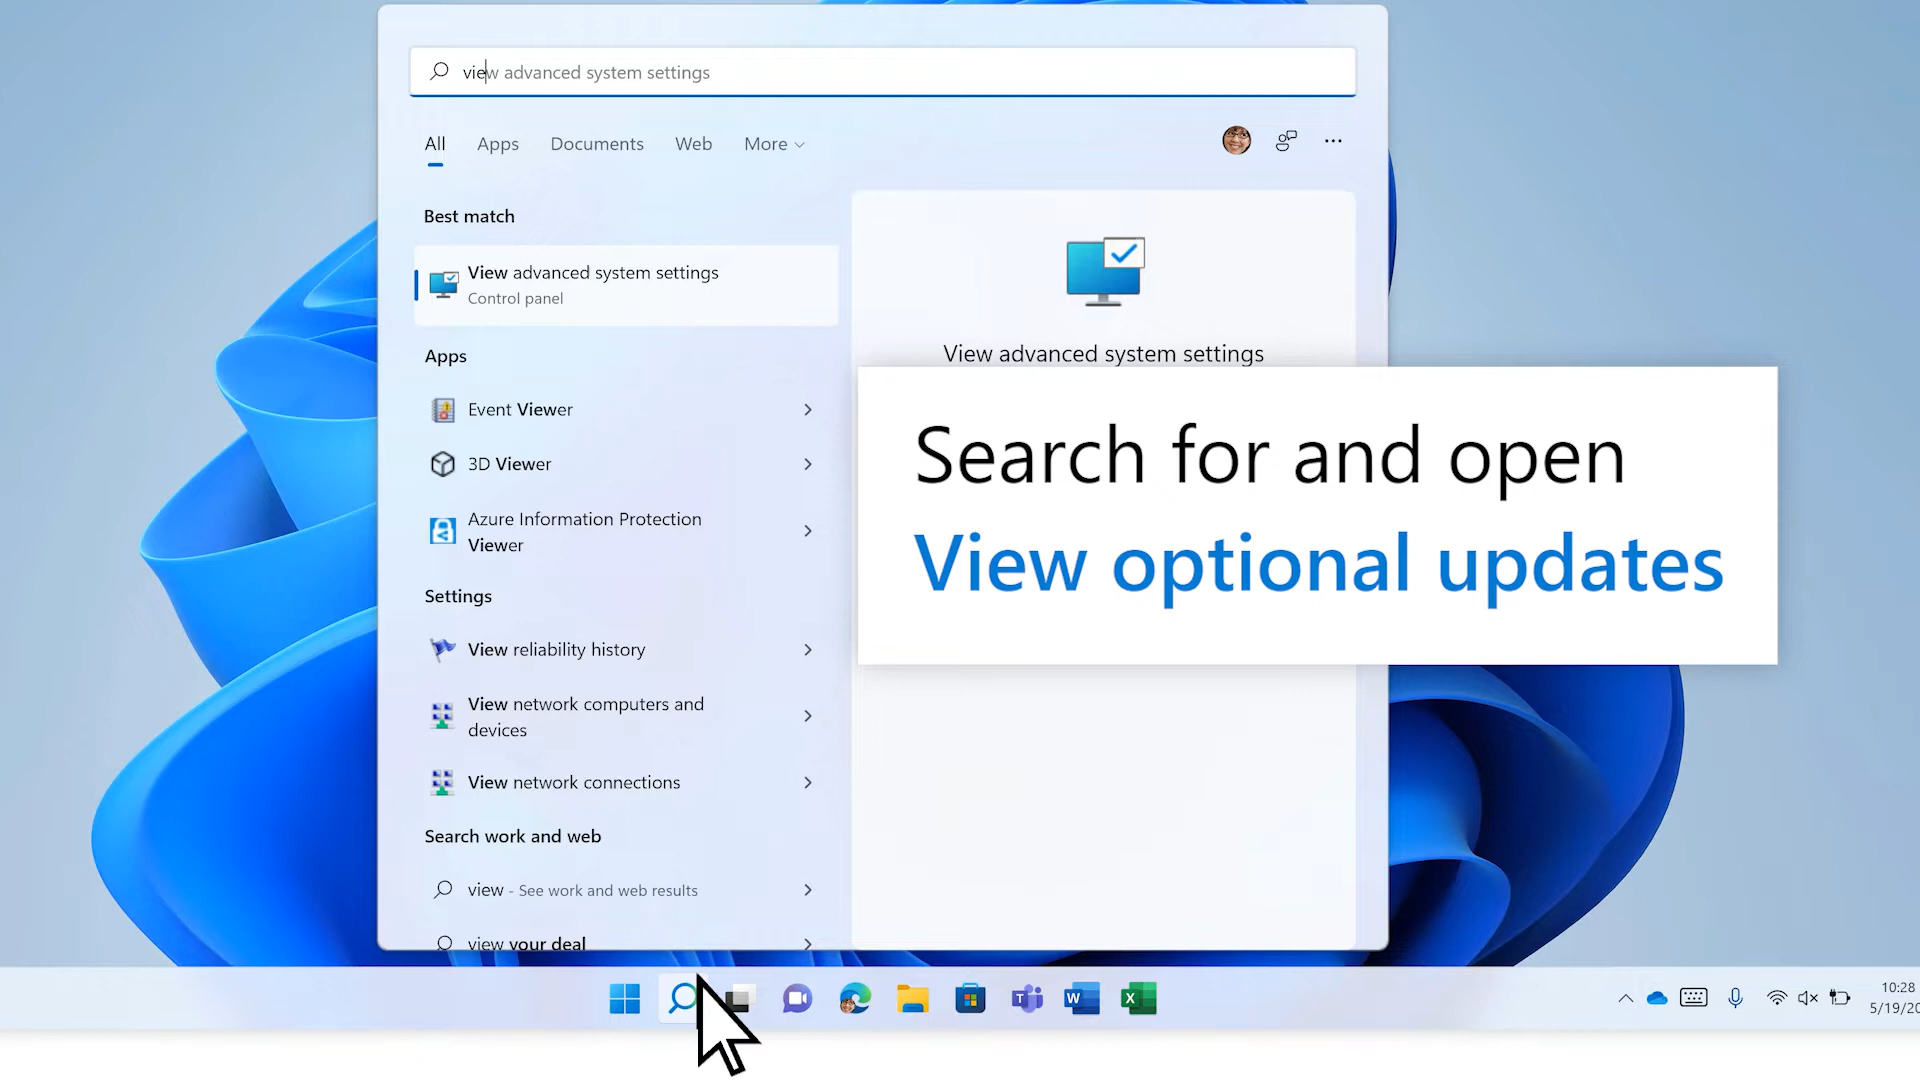 view advanced system settings
All Apps Documents Web More
Best match
View advanced system settings
Control panel
Apps
Event Viewer
3D Viewer
Azure Information Protection
Viewer
Settings
View reliability history
View network computers and
devices
View network connections
Search work and web
view - See work and web results
view your deal
View advanced system settings
Search for and open
View optional updates
T
W
X
10:28
5/19/20